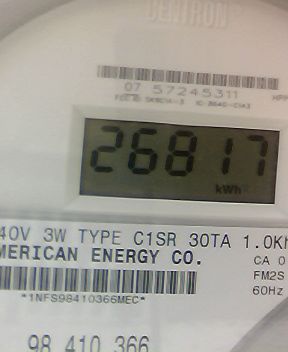 CENTRON
07 57245311
26817
kWh
40V 3W TYPE C1SR 30TA 1.0Kh
MERICAN ENERGY CO.
CA 0
FM2S
60Hz
*1NFS98410366MEC*
98 410 366